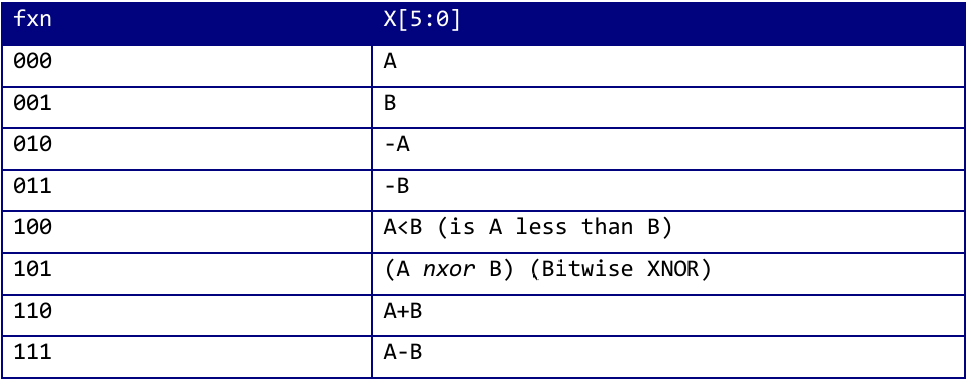 fxn X[5:0]
000 A
001 B
010 -A
011 -B
100 A<B (is A less than B)
101 (A nxor B) (Bitwise XNOR)
110 A+B
111 A-B